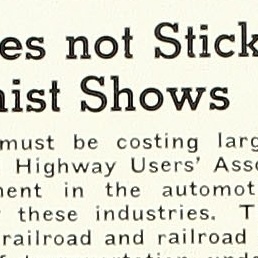 es not Stick
ist Shows
must be costing larg
Highway Users' Asso
ment in the automot
these industries. T
railroad and railroad